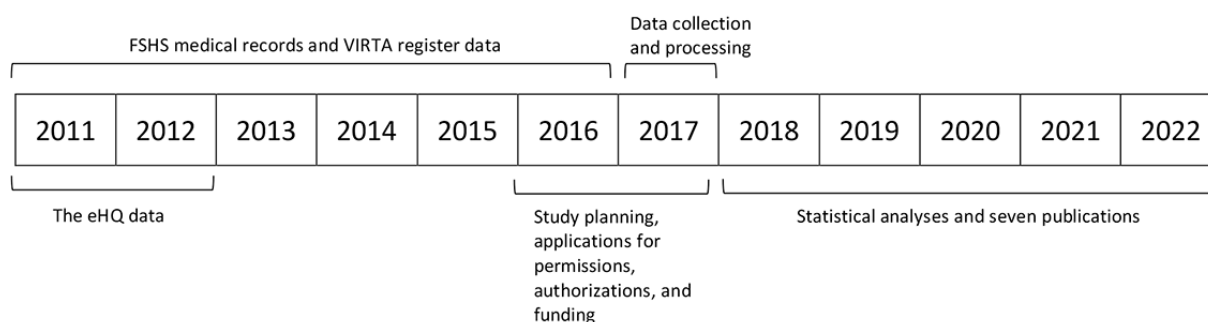 Data collection
and processing
FSHS medical records and VIRTA register data
2011 2012 2013 2014 2015 2016 2017 2018 2019 2020 2021 2022
The eHQ data
Study planning,
applications for
permissions,
authorizations, and
funding
Statistical analyses and seven publications